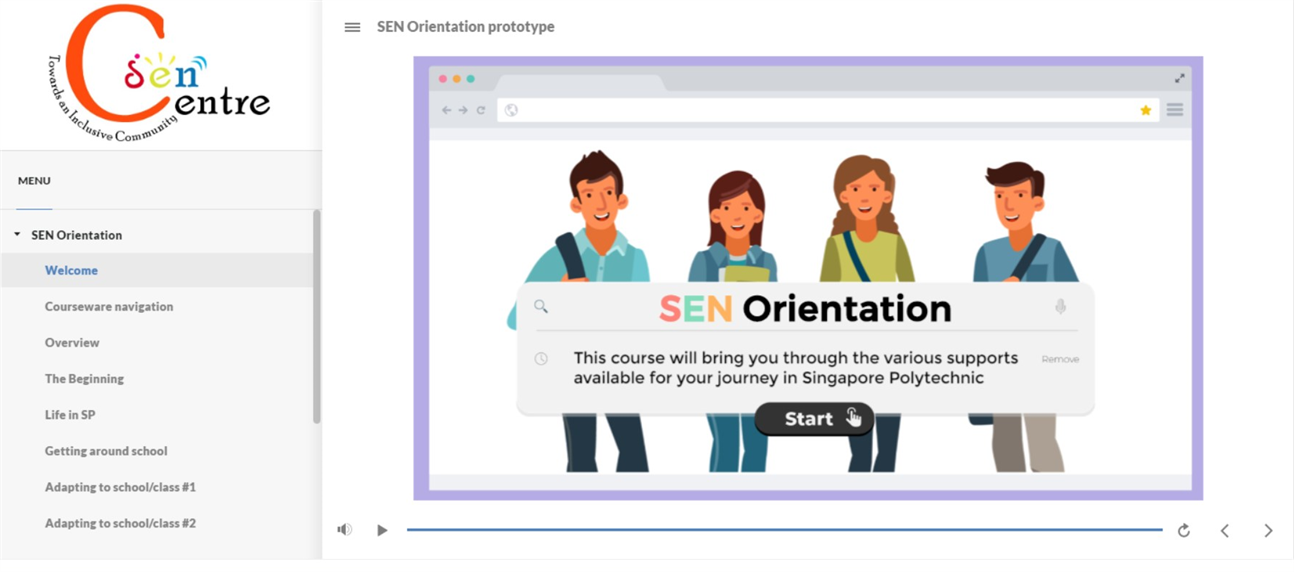 sen
Centre
Towards an Inclusive Community
MENU
SEN Orientation
Welcome
Courseware navigation
Overview
The Beginning
Life in SP
Getting around school
Adapting to school/class #1
Adapting to school/class #2
SEN Orientation prototype
SEN Orientation
This course will bring you through the various supports
available for your journey in Singapore Polytechnic
Remove
Start